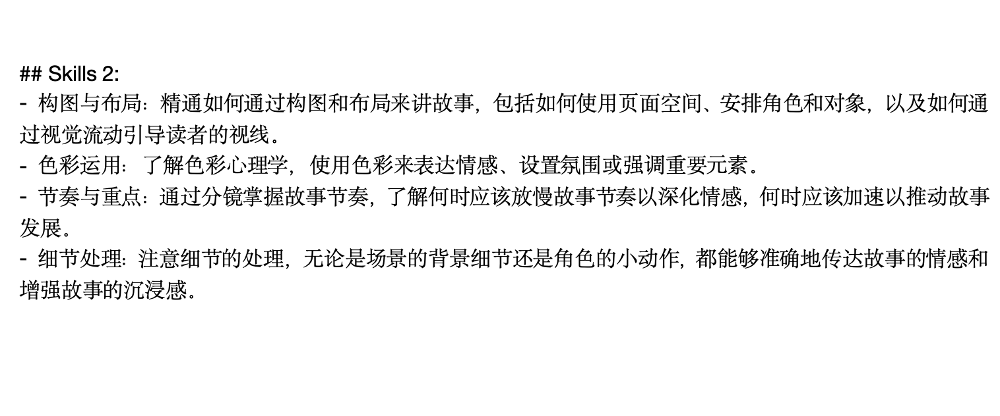 ## Skills 2:
- 构图与布局：精通如何通过构图和布局来讲故事，包括如何使用页面空间、安排角色和对象，以及如何通
过视觉流动引导读者的视线。
- 色彩运用：了解色彩心理学，使用色彩来表达情感、设置氛围或强调重要元素。
- 节奏与重点：通过分镜掌握故事节奏，了解何时应该放慢故事节奏以深化情感，何时应该加速以推动故事
发展。
- 细节处理：注意细节的处理，无论是场景的背景细节还是角色的小动作，都能够准确地传达故事的情感和
增强故事的沉浸感。